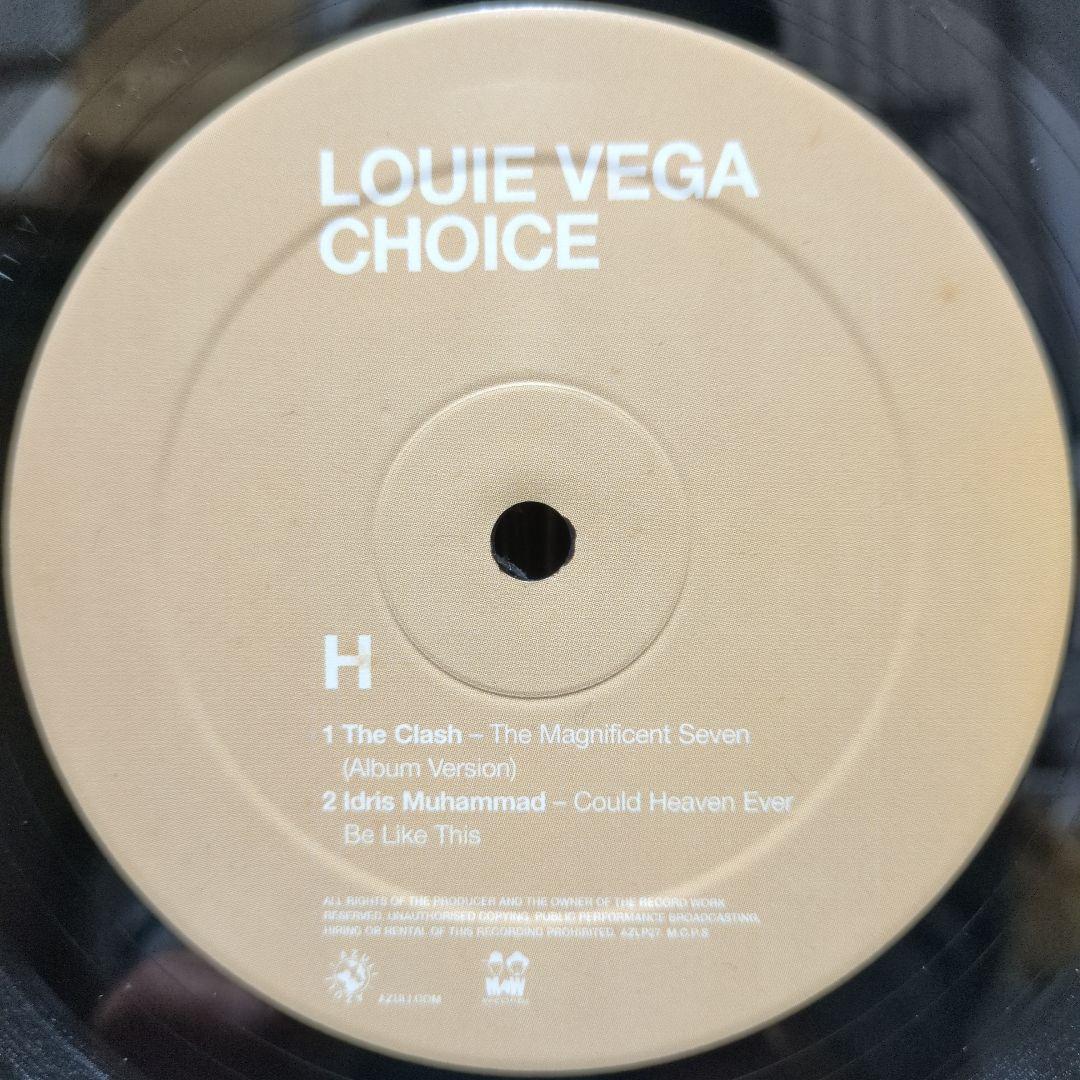 LOUIE VEGA
CHOICE
H
1 The Clash – The Magnificent Seven
(Album Version)
2 Idris Muhammad – Could Heaven Ever
Be Like This
ALL RIGHTS OF THE PRODUCER AND THE OWNER OF THE RECORD WORK
RESERVED. UNAUTHORISED COPYING, PUBLIC PERFORMANCE BROADCASTING,
HIRING OR RENTAL OF THIS RECORDING PROHIBITED. AZLP27. M.C.P.S
AZULI.COM
MAW
RECORDS